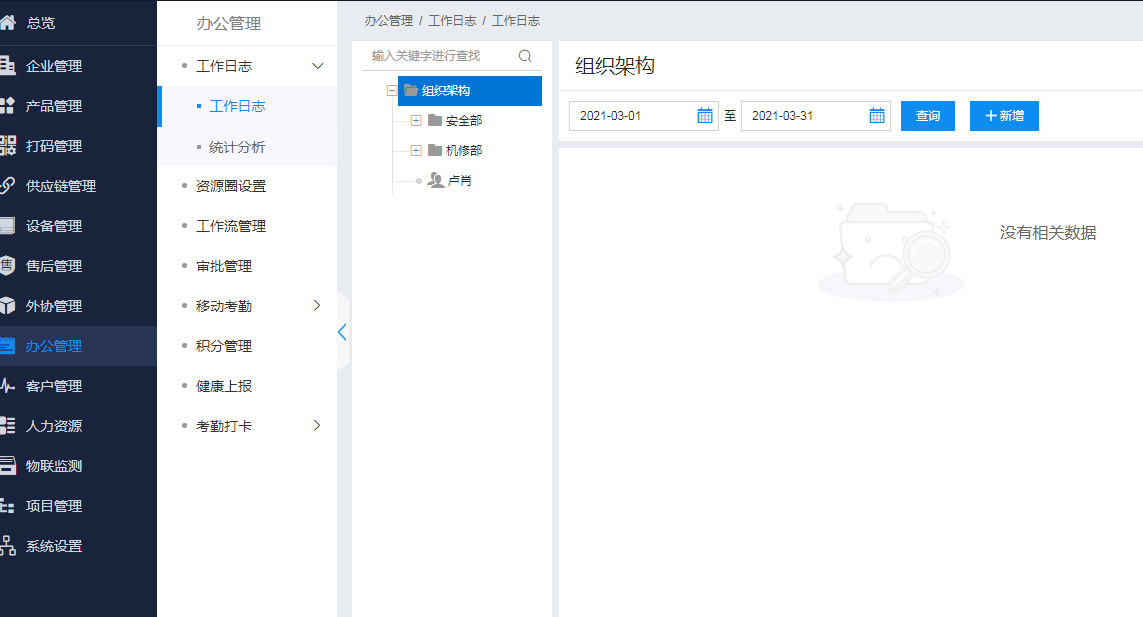 总览
企业管理
产品管理
打码管理
供应链管理
设备管理
售后管理
外协管理
办公管理
客户管理
人力资源
物联监测
项目管理
系统设置
售
办公管理
工作日志
工作日志
统计分析
资源圈设置
工作流管理
审批管理
移动考勤
积分管理
健康上报
考勤打卡
办公管理 / 工作日志 / 工作日志
输入关键字进行查找
组织架构
安全部
机修部
卢肖
组织架构
2021-03-01 至 2021-03-31 查询 新增
没有相关数据